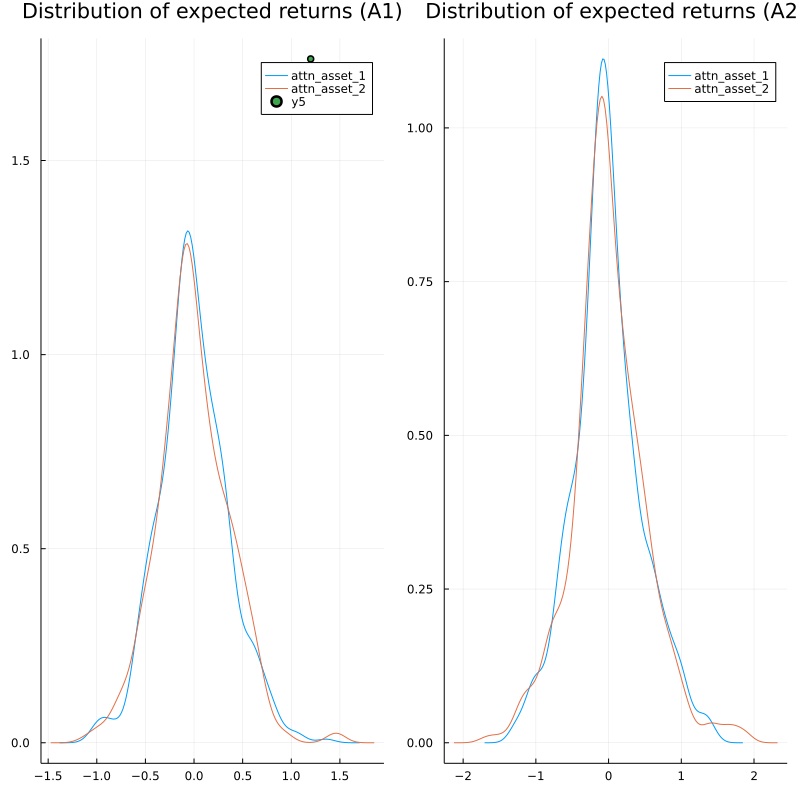 Distribution of expected returns (A1)
attn_asset_1
attn_asset_2
y5
1.5
1.0
0.5
0.0
−1.5 −1.0 −0.5 0.0 0.5 1.0 1.5
Distribution of expected returns (A2
attn_asset_1
attn_asset_2
1.00
0.75
0.50
0.25
0.00
−2 −1 0 1 2